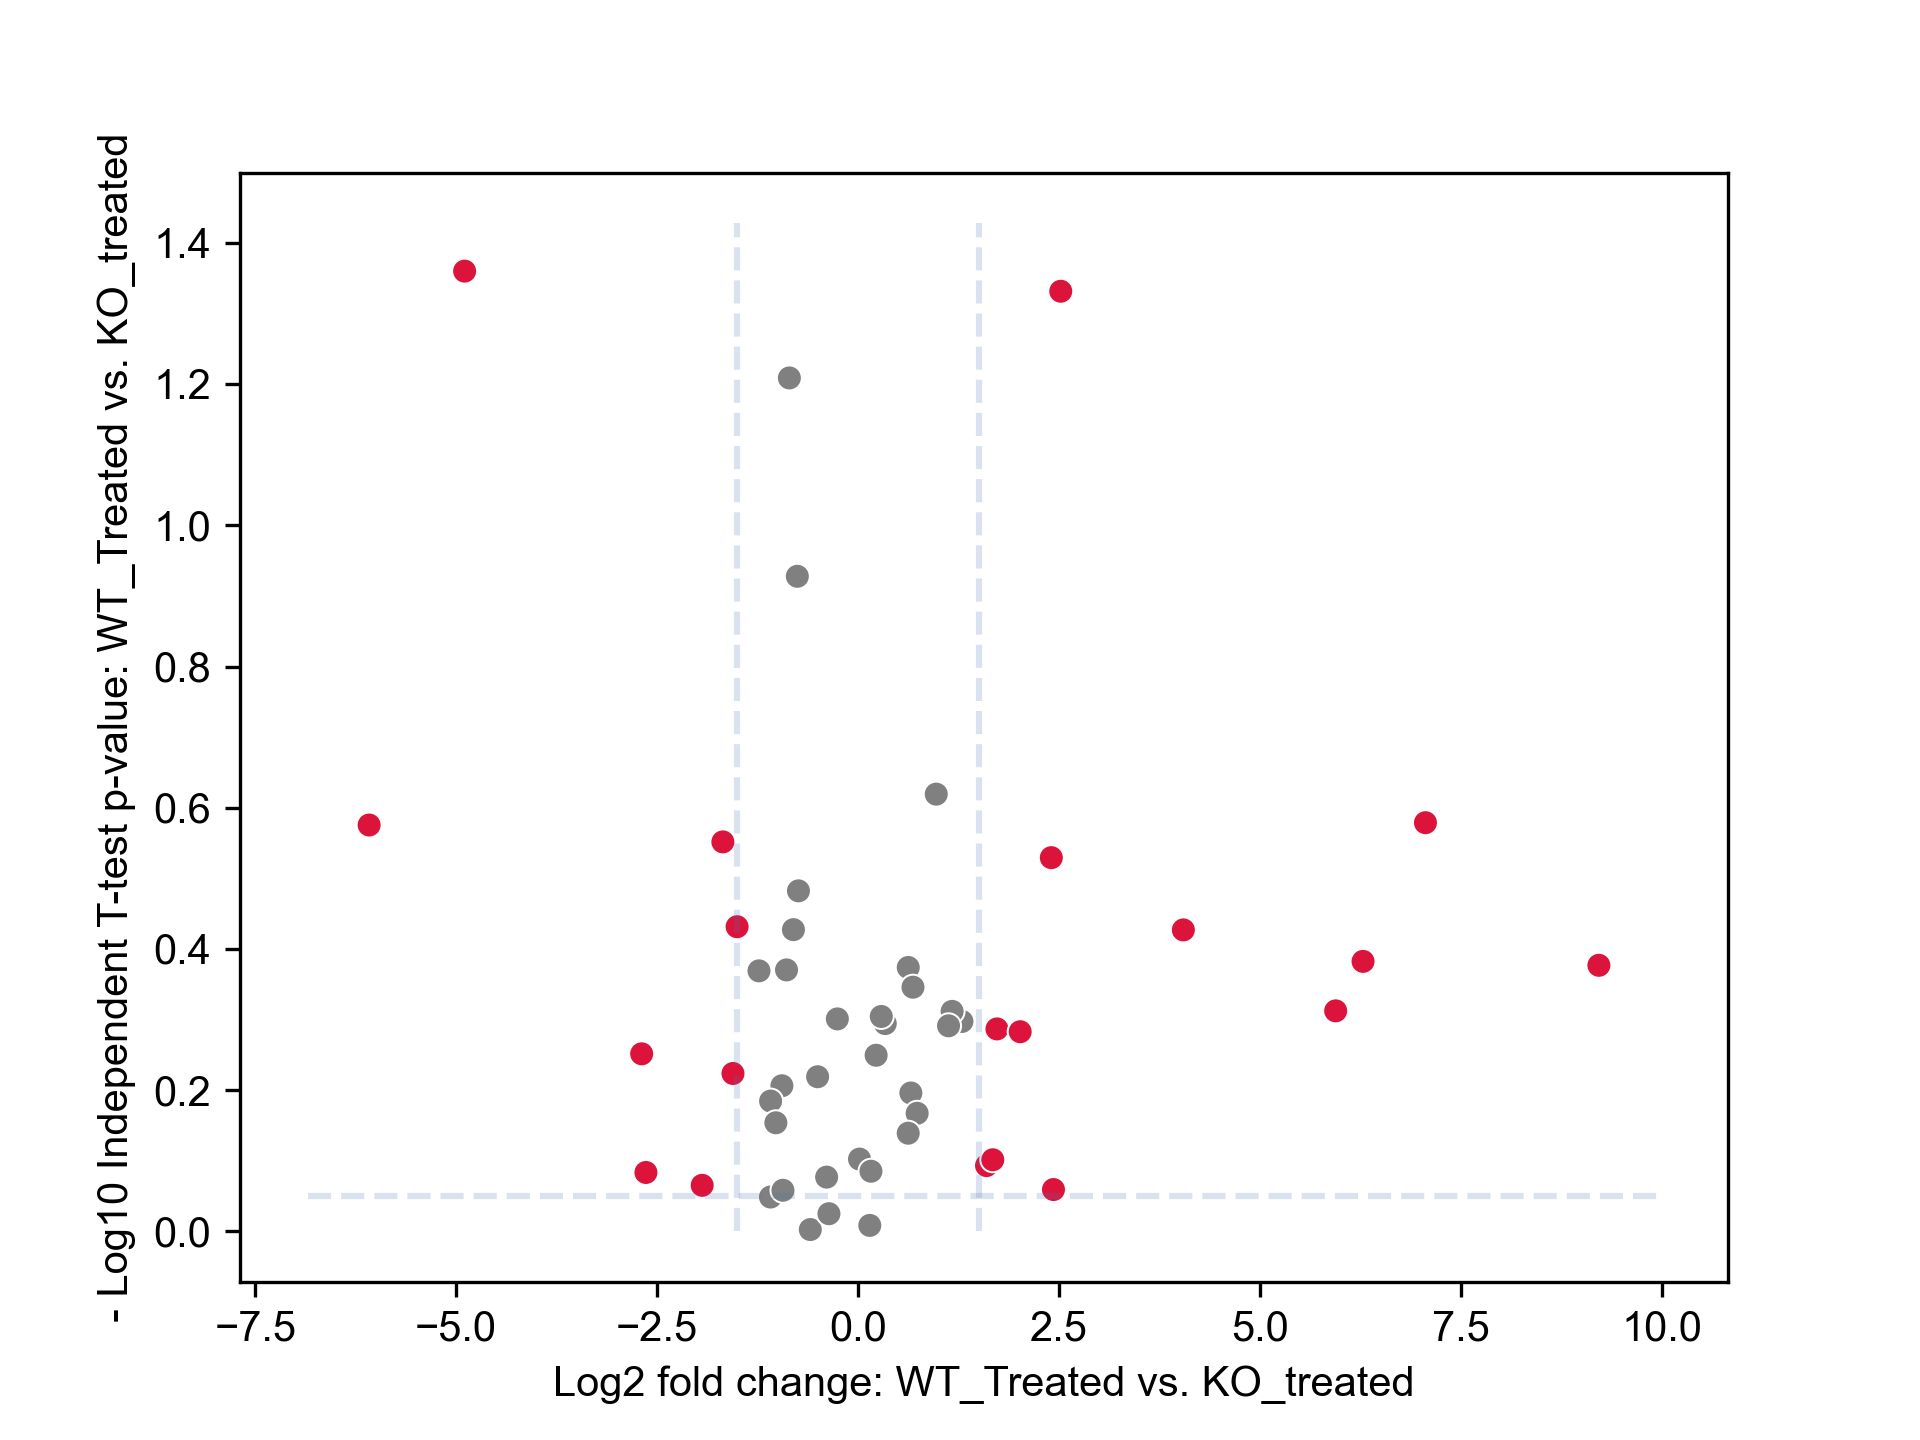 - Log10 Independent T-test p-value: WT_Treated vs. KO_treated
1.4
1.2
1.0
0.8
0.6
0.4
0.2
0.0
−7.5 −5.0 −2.5 0.0 2.5 5.0 7.5 10.0
Log2 fold change: WT_Treated vs. KO_treated